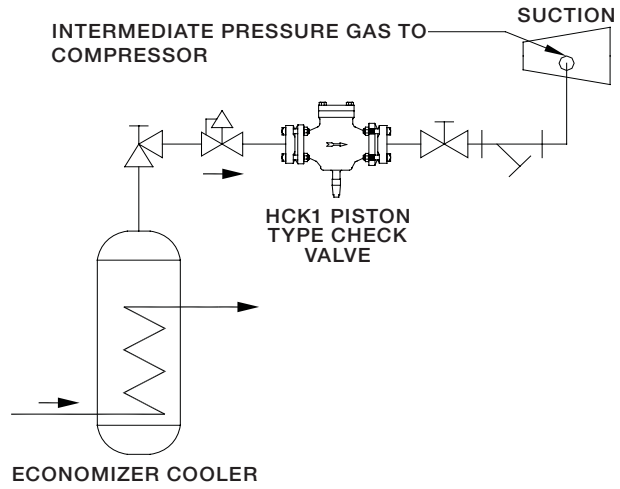 SUCTION
INTERMEDIATE PRESSURE GAS TO
COMPRESSOR
HCK1 PISTON
TYPE CHECK
VALVE
ECONOMIZER COOLER